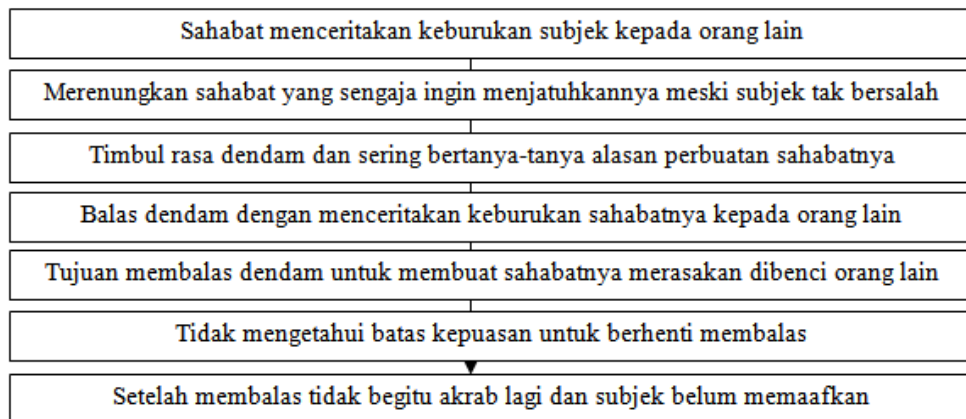 Sahabat menceritakan keburukan subjek kepada orang lain
Merenungkan sahabat yang sengaja ingin menjatuhkannya meski subjek tak bersalah
Timbul rasa dendam dan sering bertanya-tanya alasan perbuatan sahabatnya
Balas dendam dengan menceritakan keburukan sahabatnya kepada orang lain
Tujuan membalas dendam untuk membuat sahabatnya merasakan dibenci orang lain
Tidak mengetahui batas kepuasan untuk berhenti membalas
Setelah membalas tidak begitu akrab lagi dan subjek belum memaafkan